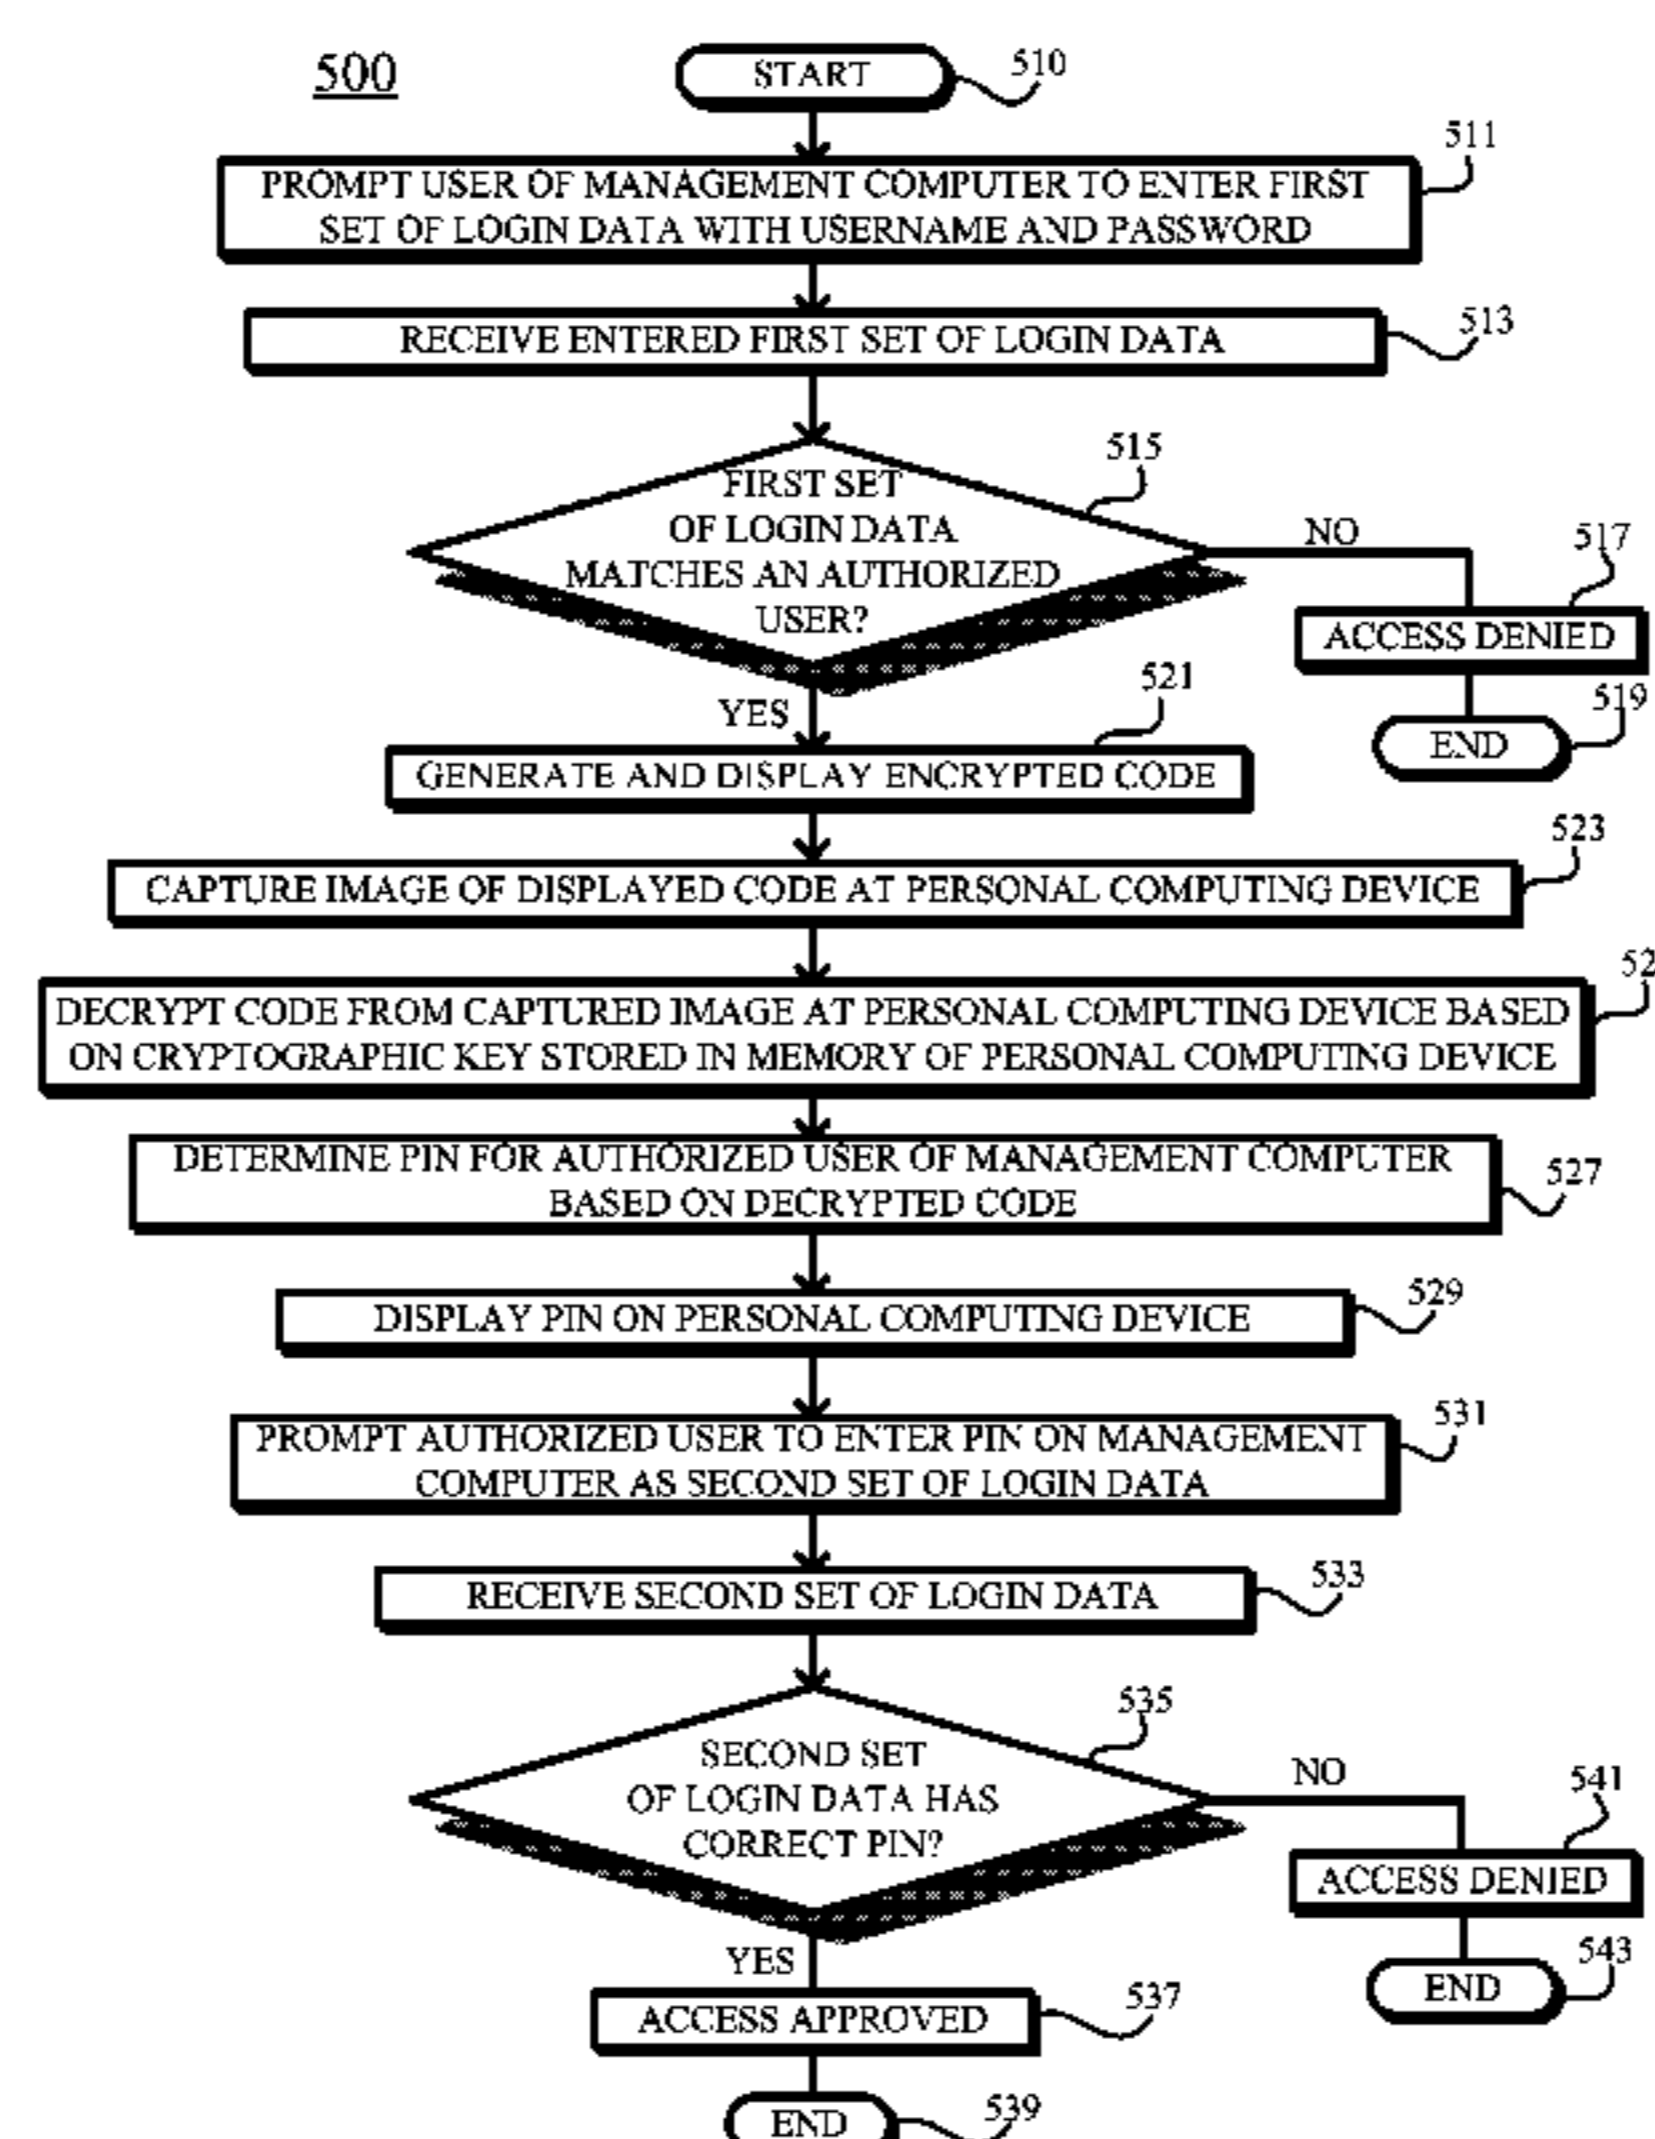 500
START
510
511
PROMPT USER OF MANAGEMENT COMPUTER TO ENTER FIRST
SET OF LOGIN DATA WITH USERNAME AND PASSWORD
513
RECEIVE ENTERED FIRST SET OF LOGIN DATA
515
FIRST SET
OF LOGIN DATA
MATCHES AN AUTHORIZED
USER?
NO
517
ACCESS DENIED
519
END
YES
521
GENERATE AND DISPLAY ENCRYPTED CODE
523
CAPTURE IMAGE OF DISPLAYED CODE AT PERSONAL COMPUTING DEVICE
52
DECRYPT CODE FROM CAPTURED IMAGE AT PERSONAL COMPUTING DEVICE BASED
ON CRYPTOGRAPHIC KEY STORED IN MEMORY OF PERSONAL COMPUTING DEVICE
DETERMINE PIN FOR AUTHORIZED USER OF MANAGEMENT COMPUTER
BASED ON DECRYPTED CODE
527
529
DISPLAY PIN ON PERSONAL COMPUTING DEVICE
531
PROMPT AUTHORIZED USER TO ENTER PIN ON MANAGEMENT
COMPUTER AS SECOND SET OF LOGIN DATA
533
RECEIVE SECOND SET OF LOGIN DATA
535
SECOND SET
OF LOGIN DATA HAS
CORRECT PIN?
NO
541
ACCESS DENIED
543
END
YES
537
ACCESS APPROVED
END
539